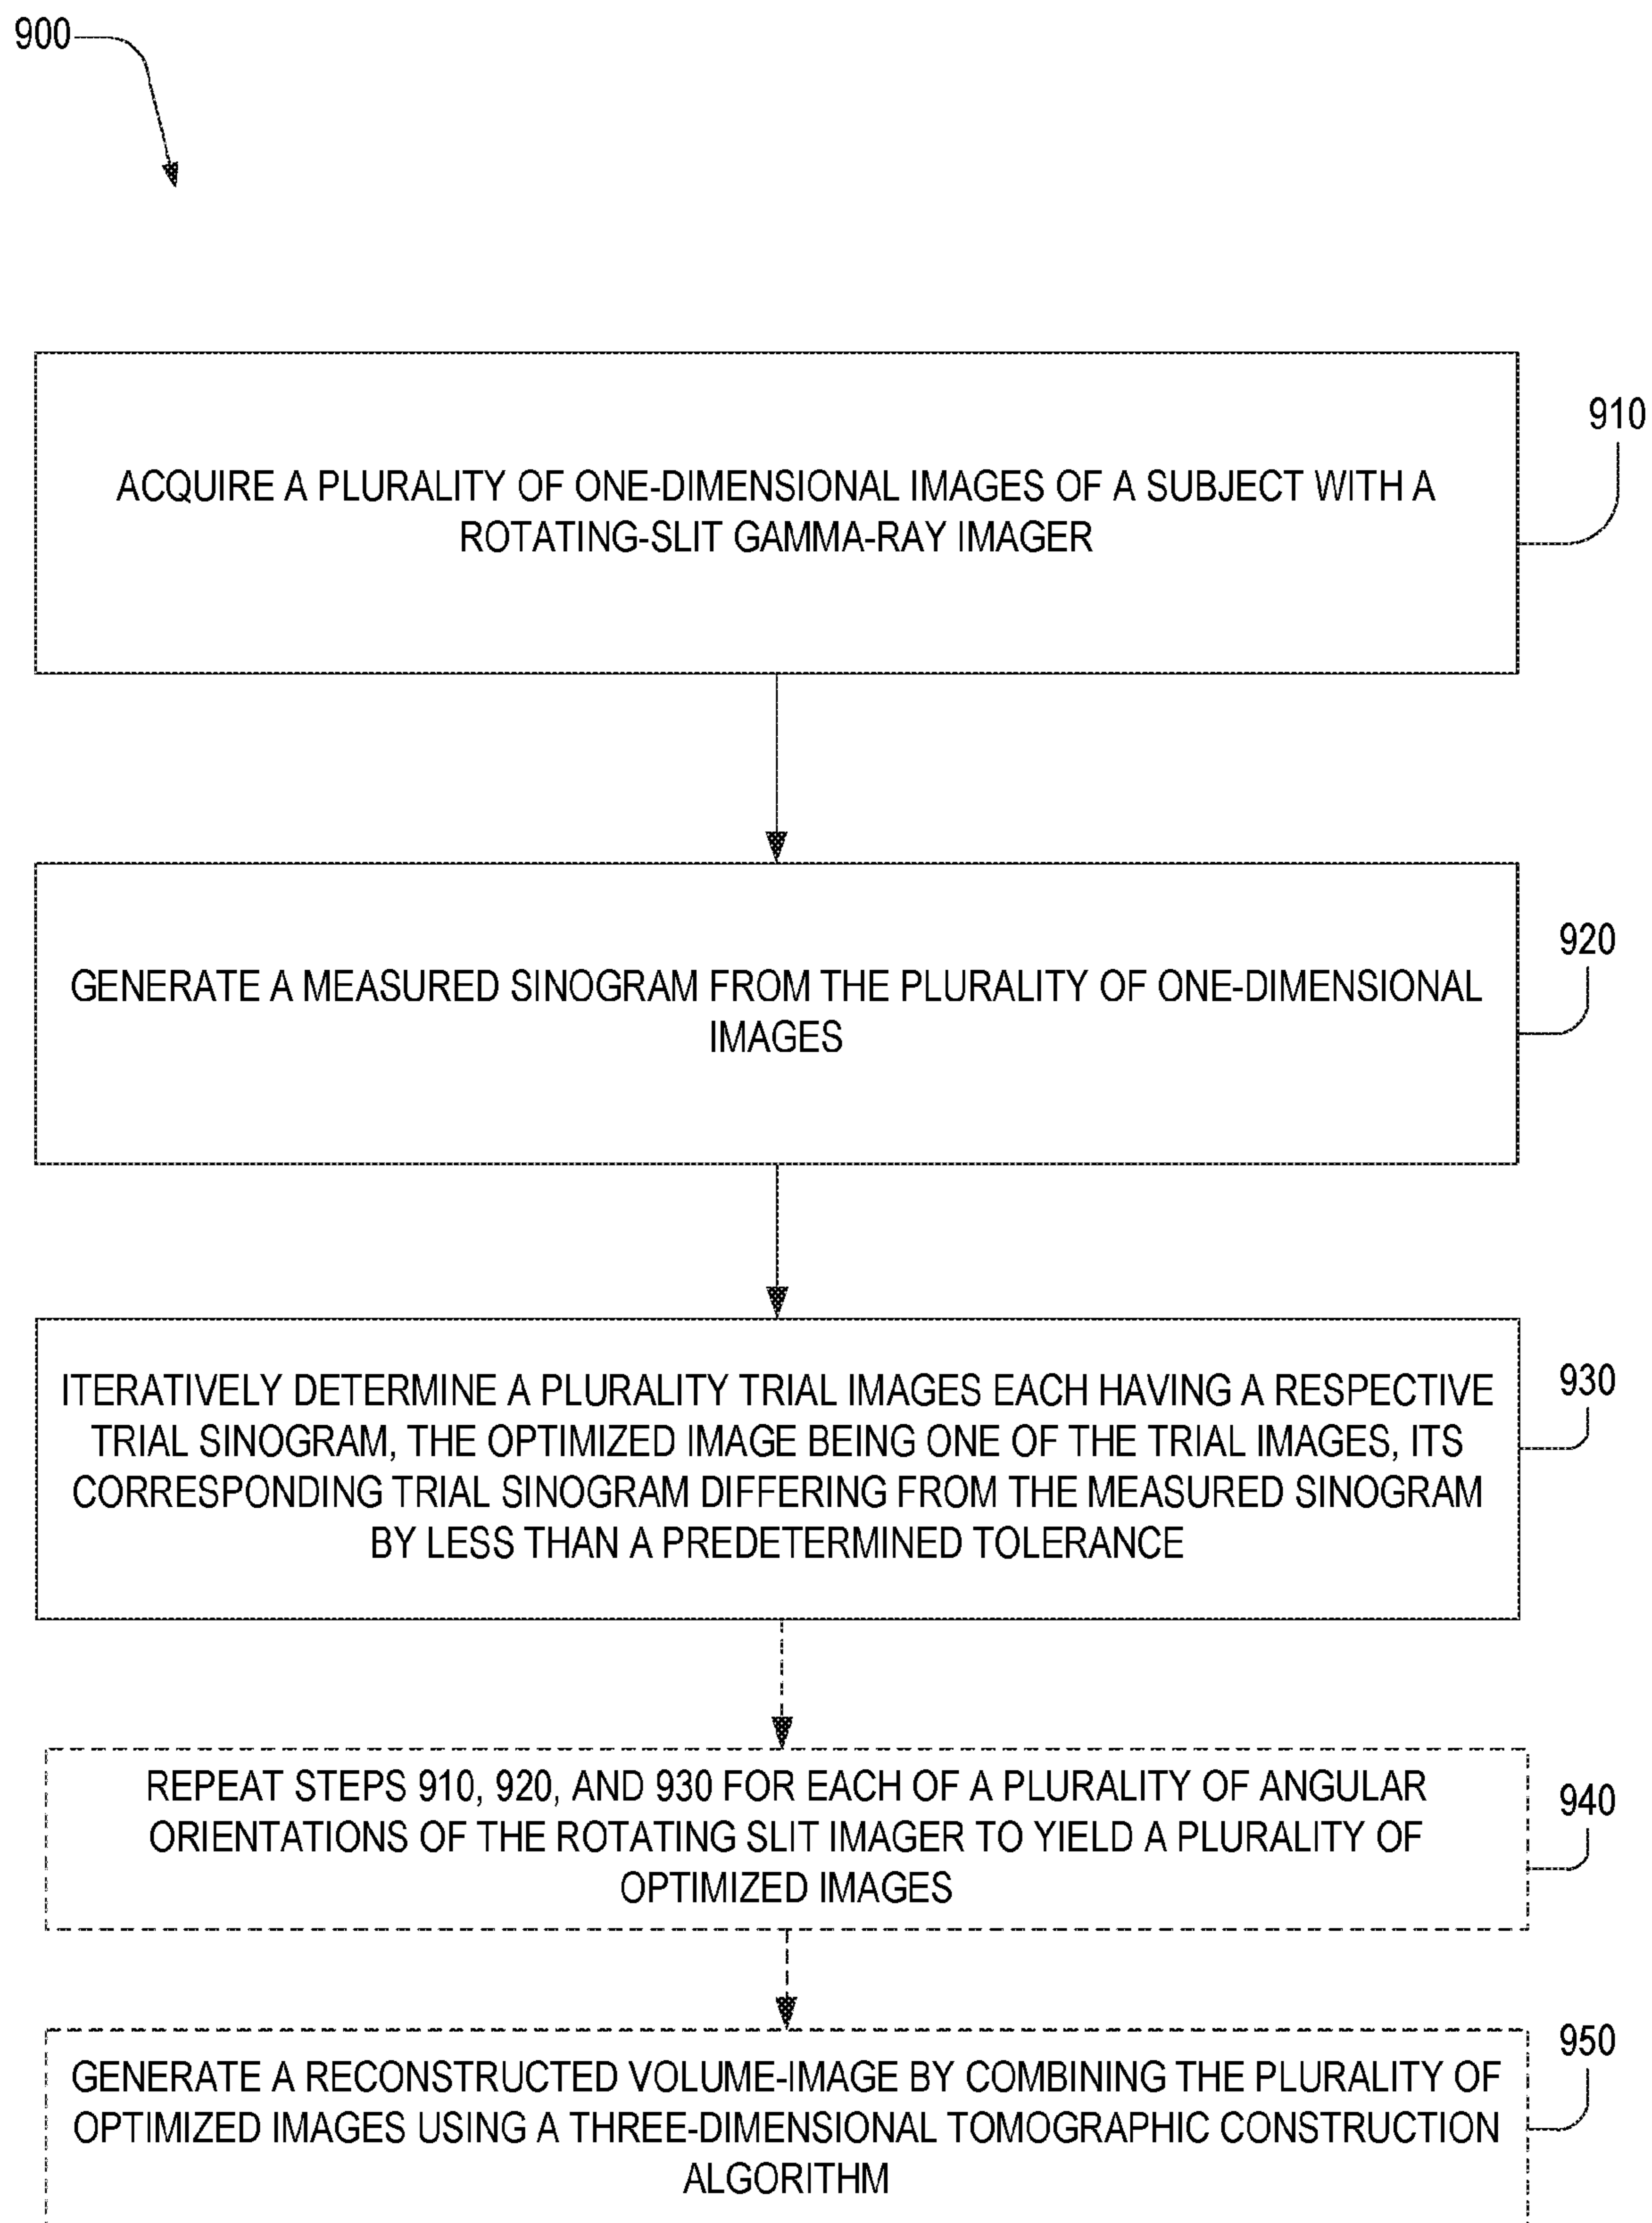 900
910
ACQUIRE A PLURALITY OF ONE-DIMENSIONAL IMAGES OF A SUBJECT WITH A
ROTATING-SLIT GAMMA-RAY IMAGER
920
GENERATE A MEASURED SINOGRAM FROM THE PLURALITY OF ONE-DIMENSIONAL
IMAGES
930
ITERATIVELY DETERMINE A PLURALITY TRIAL IMAGES EACH HAVING A RESPECTIVE
TRIAL SINOGRAM, THE OPTIMIZED IMAGE BEING ONE OF THE TRIAL IMAGES, ITS
CORRESPONDING TRIAL SINOGRAM DIFFERING FROM THE MEASURED SINOGRAM
BY LESS THAN A PREDETERMINED TOLERANCE
940
REPEAT STEPS 910, 920, AND 930 FOR EACH OF A PLURALITY OF ANGULAR
ORIENTATIONS OF THE ROTATING SLIT IMAGER TO YIELD A PLURALITY OF
OPTIMIZED IMAGES
950
GENERATE A RECONSTRUCTED VOLUME-IMAGE BY COMBINING THE PLURALITY OF
OPTIMIZED IMAGES USING A THREE-DIMENSIONAL TOMOGRAPHIC CONSTRUCTION
ALGORITHM